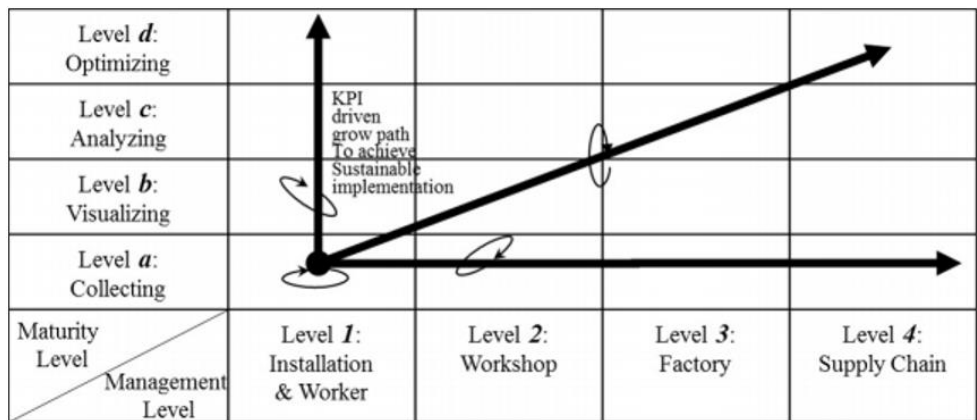 Level d:
Optimizing
Level c:
Analyzing
KPI
driven
grow path
To achieve
Sustainable
implementation
Level b:
Visualizing
Level a:
Collecting
Maturity
Level
Management
Level
Level 1:
Installation
& Worker
Level 2:
Workshop
Level 3:
Factory
Level 4:
Supply Chain